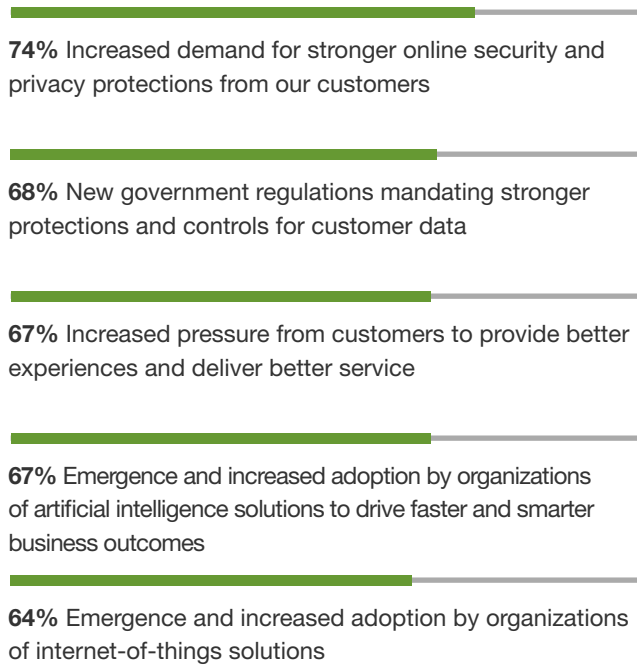 74% Increased demand for stronger online security and
privacy protections from our customers
68% New government regulations mandating stronger
protections and controls for customer data
67% Increased pressure from customers to provide better
experiences and deliver better service
67% Emergence and increased adoption by organizations
of artificial intelligence solutions to drive faster and smarter
business outcomes
64% Emergence and increased adoption by organizations
of internet-of-things solutions